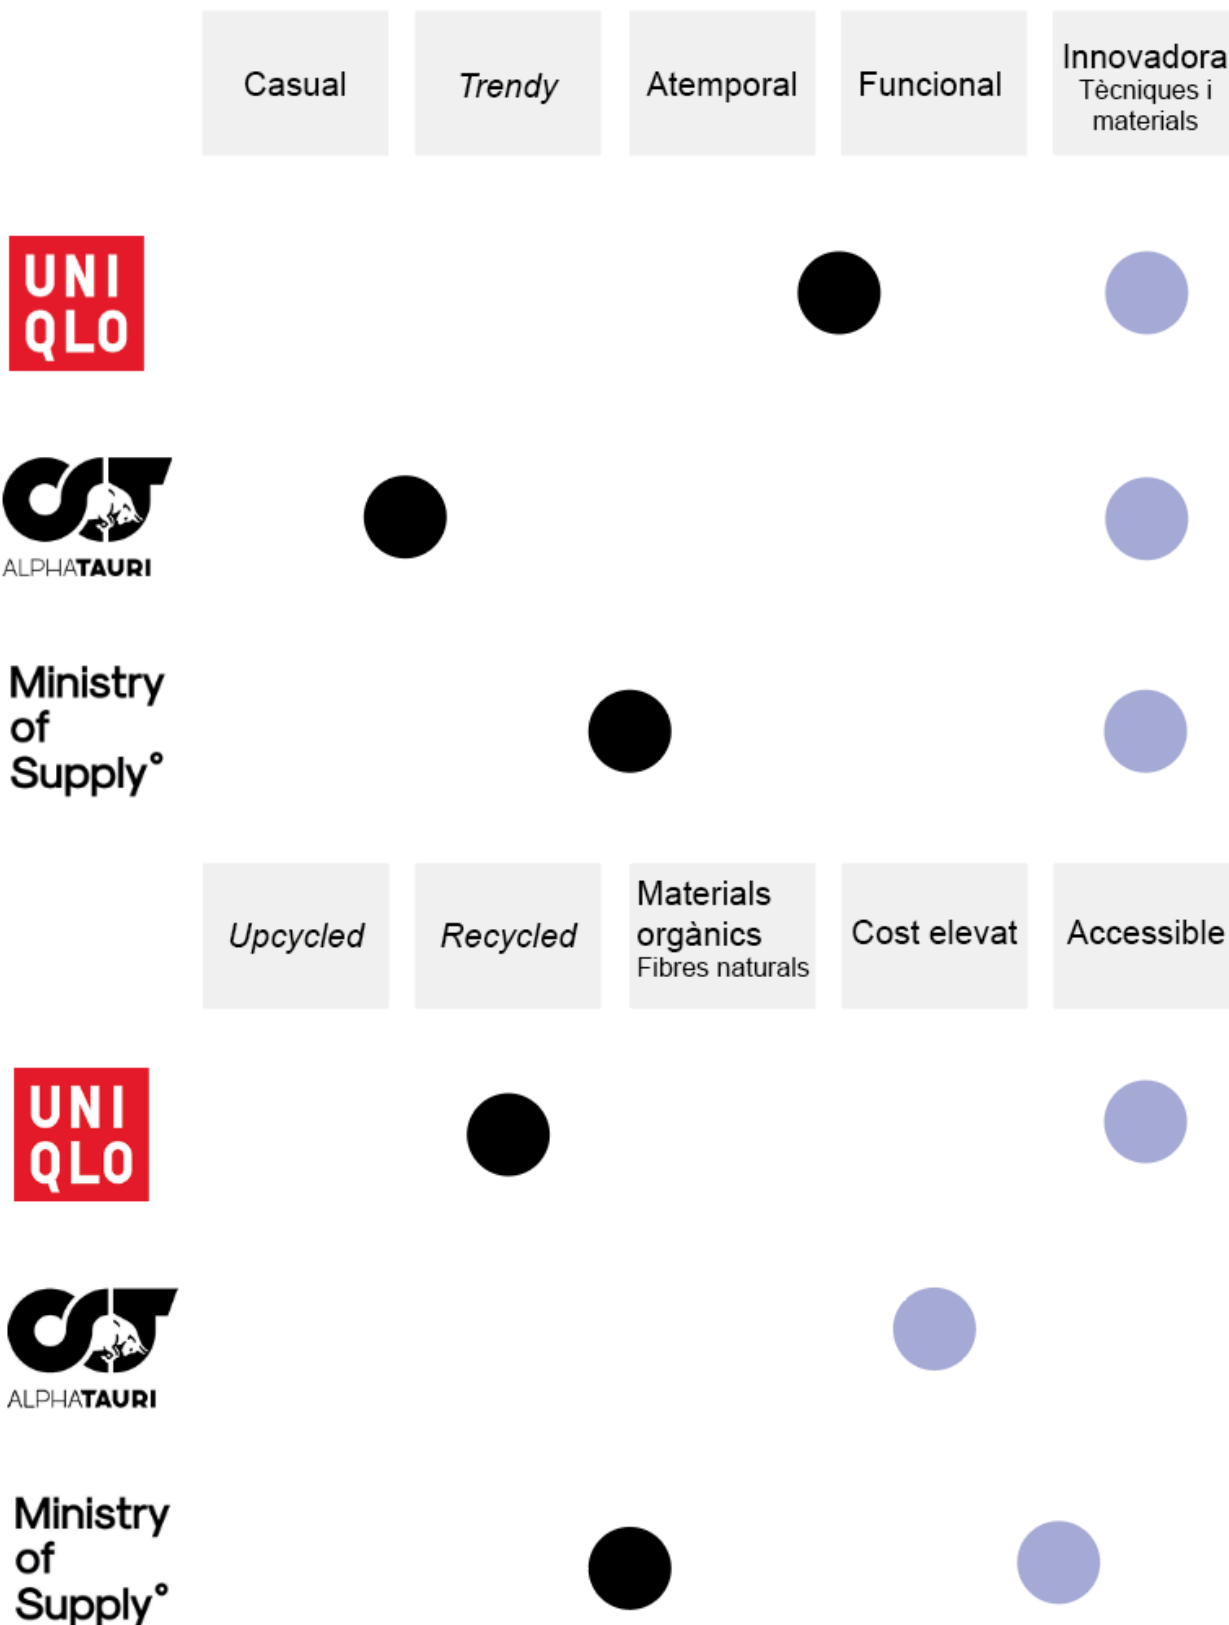 Casual
Trendy
Atemporal
Funcional
Innovadora
Tècniques i
materials
UNI
QLO
ALPHATAURI
Ministry
of
Supply°
Upcycled
Recycled
Materials
orgànics
Fibres naturals
Cost elevat
Accessible
UNI
QLO
ALPHATAURI
Ministry
of
Supply°